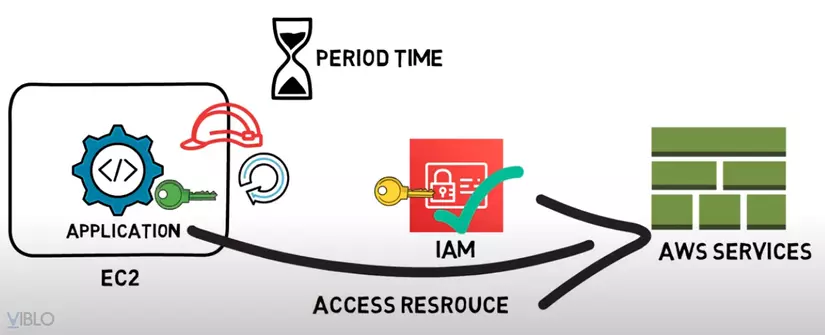 PERIOD TIME
</>
APPLICATION
EC2
IAM
AWS SERVICES
ACCESS RESROUCE
VIBLO